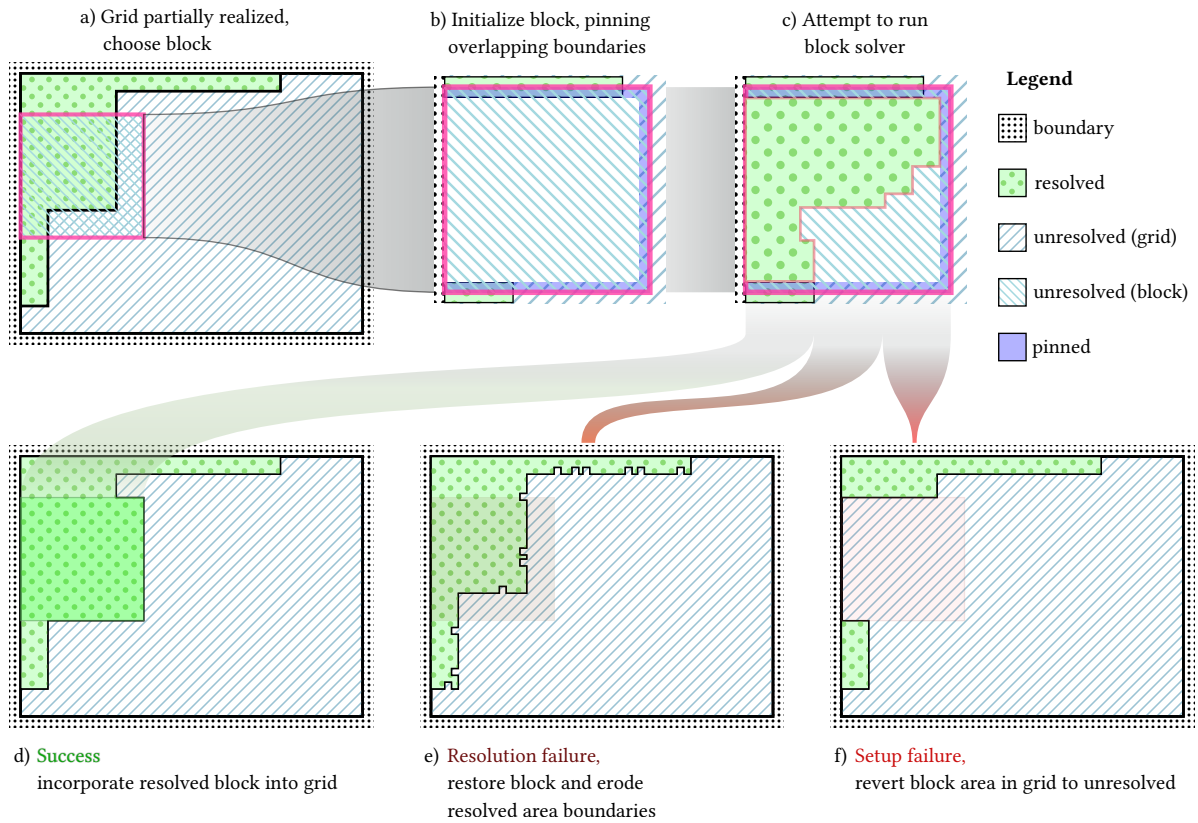 a) Grid partially realized,
choose block
b) Initialize block, pinning
overlapping boundaries
c) Attempt to run
block solver
Legend
boundary
resolved
unresolved (grid)
unresolved (block)
pinned
d) Success
incorporate resolved block into grid
e) Resolution failure,
restore block and erode
resolved area boundaries
f) Setup failure,
revert block area in grid to unresolved